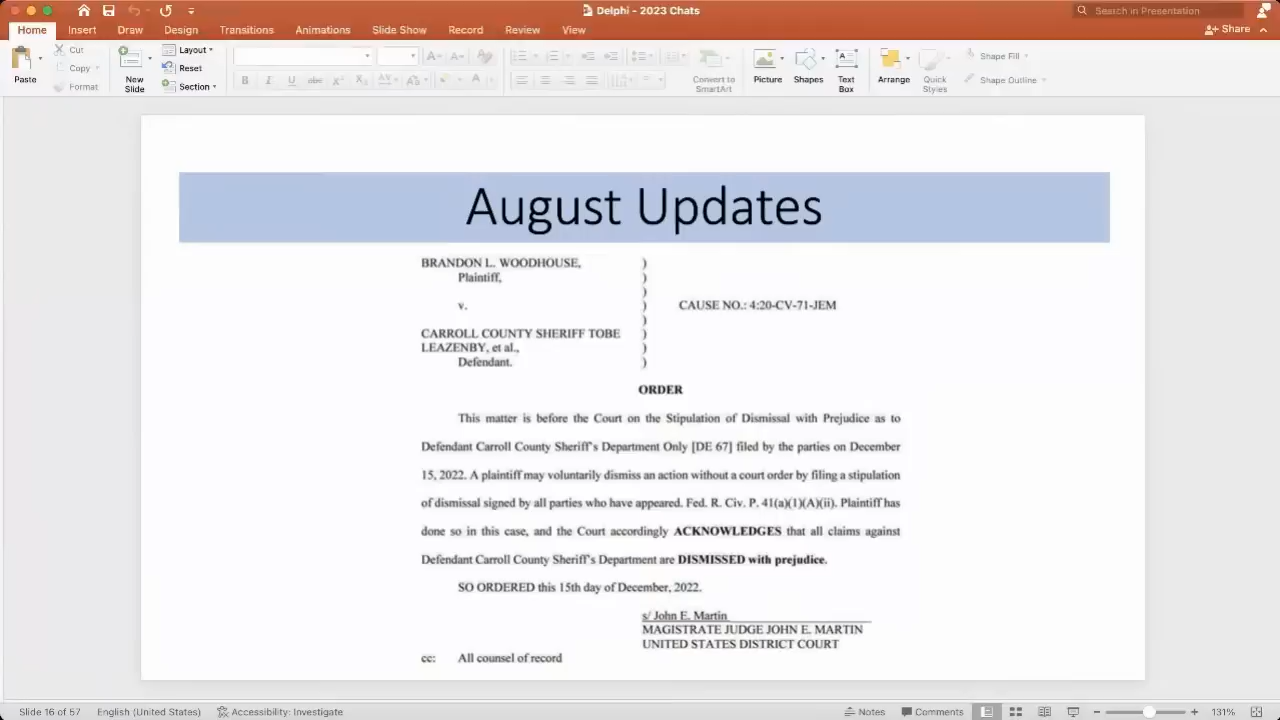 Delphi - 2023 Chats
Search in Presentation
Home Insert Draw Design Transitions Animations Slide Show Record Review View
Share
Paste
Cut
Copy
Format
New Slide
Layout
Reset
Section
Convert to SmartArt
Picture
Shapes
Text Box
Arrange
Quick Styles
Shape Fill
Shape Outline
August Updates
BRANDON L. WOODHOUSE, )
Plaintiff, )
)
v. ) CAUSE NO.: 4:20-CV-71-JEM
)
CARROLL COUNTY SHERIFF TOBE )
LEAZENBY, et al., )
Defendant. )
ORDER
This matter is before the Court on the Stipulation of Dismissal with Prejudice as to
Defendant Carroll County Sheriff's Department Only [DE 67] filed by the parties on December
15, 2022. A plaintiff may voluntarily dismiss an action without a court order by filing a stipulation
of dismissal signed by all parties who have appeared. Fed. R. Civ. P. 41(a)(1)(A)(ii). Plaintiff has
done so in this case, and the Court accordingly ACKNOWLEDGES that all claims against
Defendant Carroll County Sheriff's Department are DISMISSED with prejudice.
SO ORDERED this 15th day of December, 2022.
s/ John E. Martin
MAGISTRATE JUDGE JOHN E. MARTIN
UNITED STATES DISTRICT COURT
cc: All counsel of record
Slide 16 of 57 English (United States) Accessibility: Investigate Notes Comments 131%